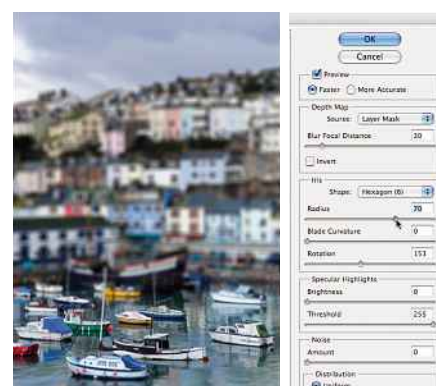 OK
Cancel
Preview
Faster More Accurate
Depth Map
Source: Layer Mask
Blur Focal Distance 30
Invert
Iris
Shape: Hexagon (6)
Radius 70
Blade Curvature 0
Rotation 153
Specular Highlights
Brightness 0
Threshold 255
Noise
Amount 0
Distribution
Uniform